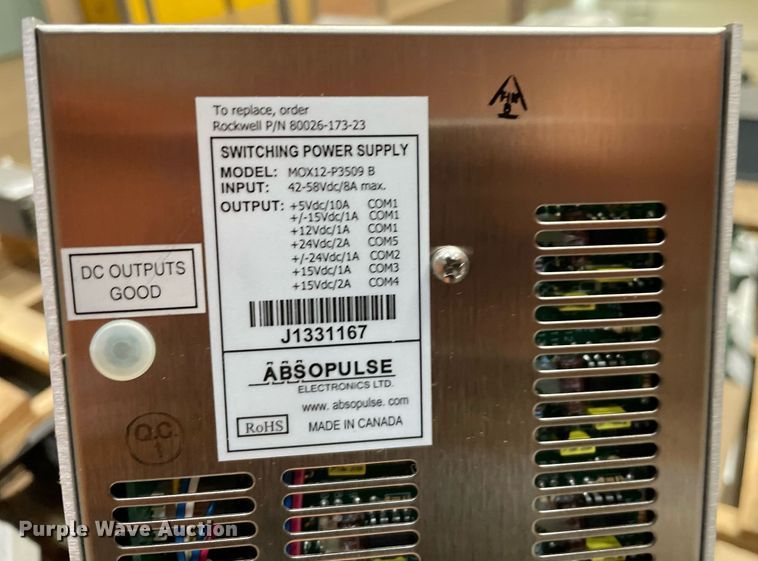 To replace, order
Rockwell P/N 80026-173-23
SWITCHING POWER SUPPLY
MODEL: MOX12-P3509 B
INPUT: 42-58Vdc/8A max.
OUTPUT: +5Vdc/10A COM1
+/-15Vdc/1A COM1
+12Vdc/1A COM1
+24Vdc/2A COM5
+/-24Vdc/1A COM2
+15Vdc/1A COM3
+15Vdc/2A COM4
J1331167
ABSOPULSE
ELECTRONICS LTD.
www.absopulse.com
RoHS MADE IN CANADA
DC OUTPUTS
GOOD
Q.C.
1
Purple Wave Auction